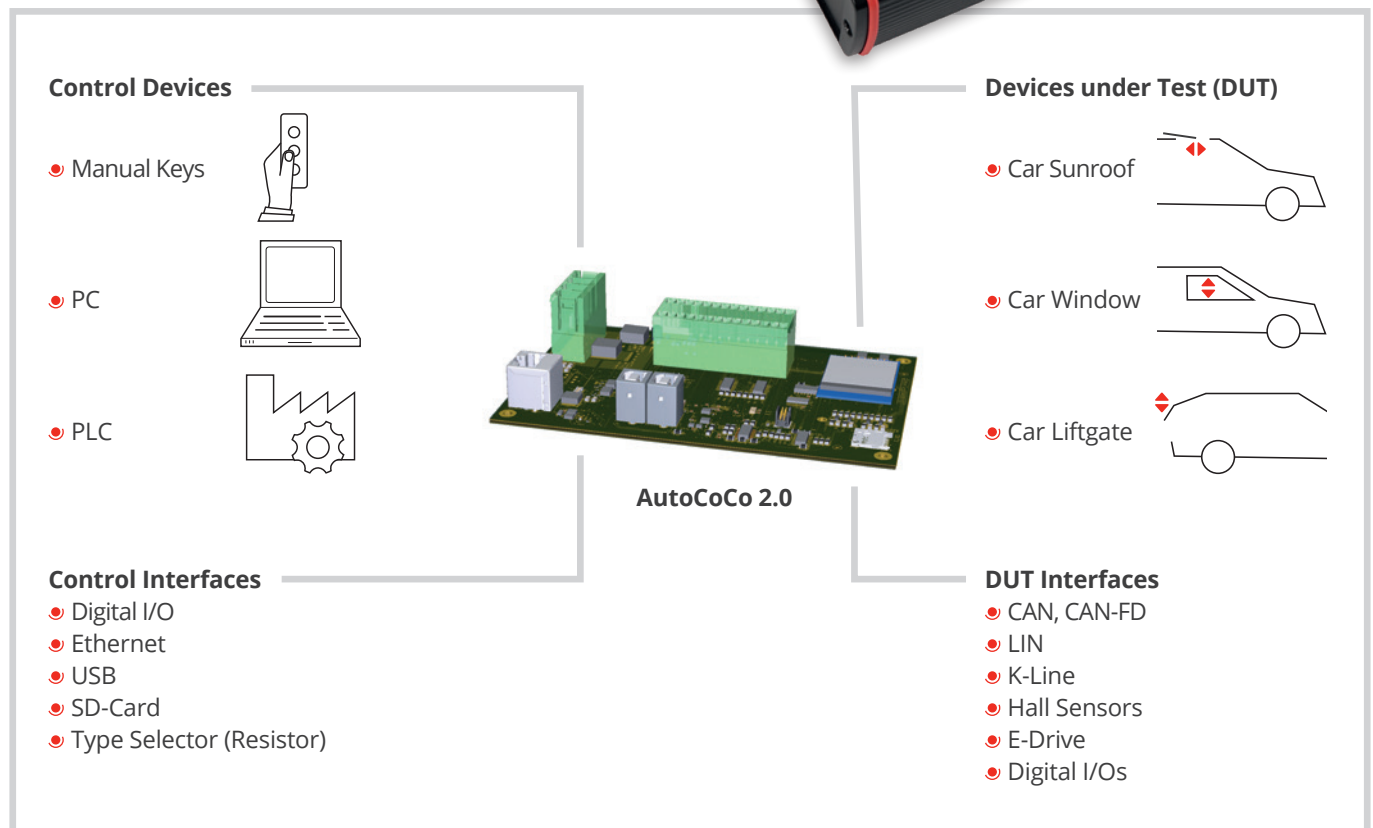 Control Devices
Manual Keys
PC
PLC
Devices under Test (DUT)
Car Sunroof
Car Window
Car Liftgate
AutoCoCo 2.0
Control Interfaces
Digital I/O
Ethernet
USB
SD-Card
Type Selector (Resistor)
DUT Interfaces
CAN, CAN-FD
LIN
K-Line
Hall Sensors
E-Drive
Digital I/Os